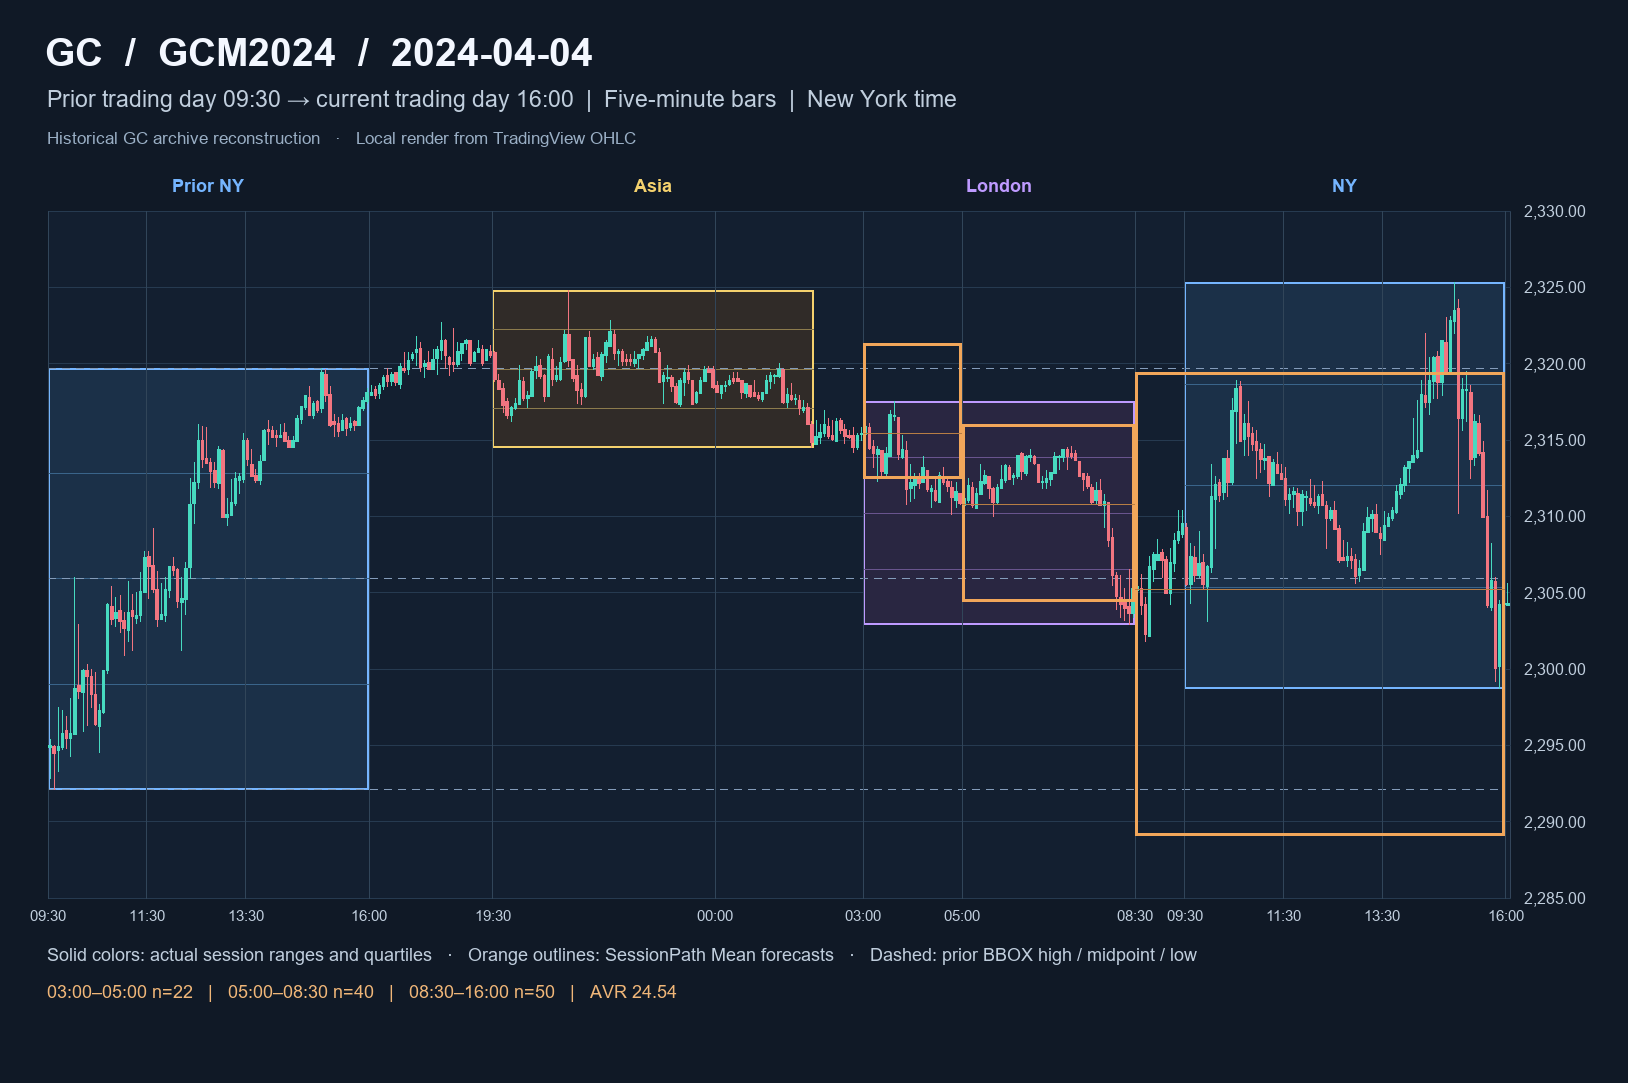 GC / GCM2024 / 2024-04-04
Prior trading day 09:30 → current trading day 16:00 | Five-minute bars | New York time
Historical GC archive reconstruction · Local render from TradingView OHLC
Prior NY Asia London NY
2,330.00
2,325.00
2,320.00
2,315.00
2,310.00
2,305.00
2,300.00
2,295.00
2,290.00
2,285.00
09:30 11:30 13:30 16:00 19:30 00:00 03:00 05:00 08:30 09:30 11:30 13:30 16:00
Solid colors: actual session ranges and quartiles · Orange outlines: SessionPath Mean forecasts · Dashed: prior BBOX high / midpoint / low
03:00–05:00 n=22 | 05:00–08:30 n=40 | 08:30–16:00 n=50 | AVR 24.54